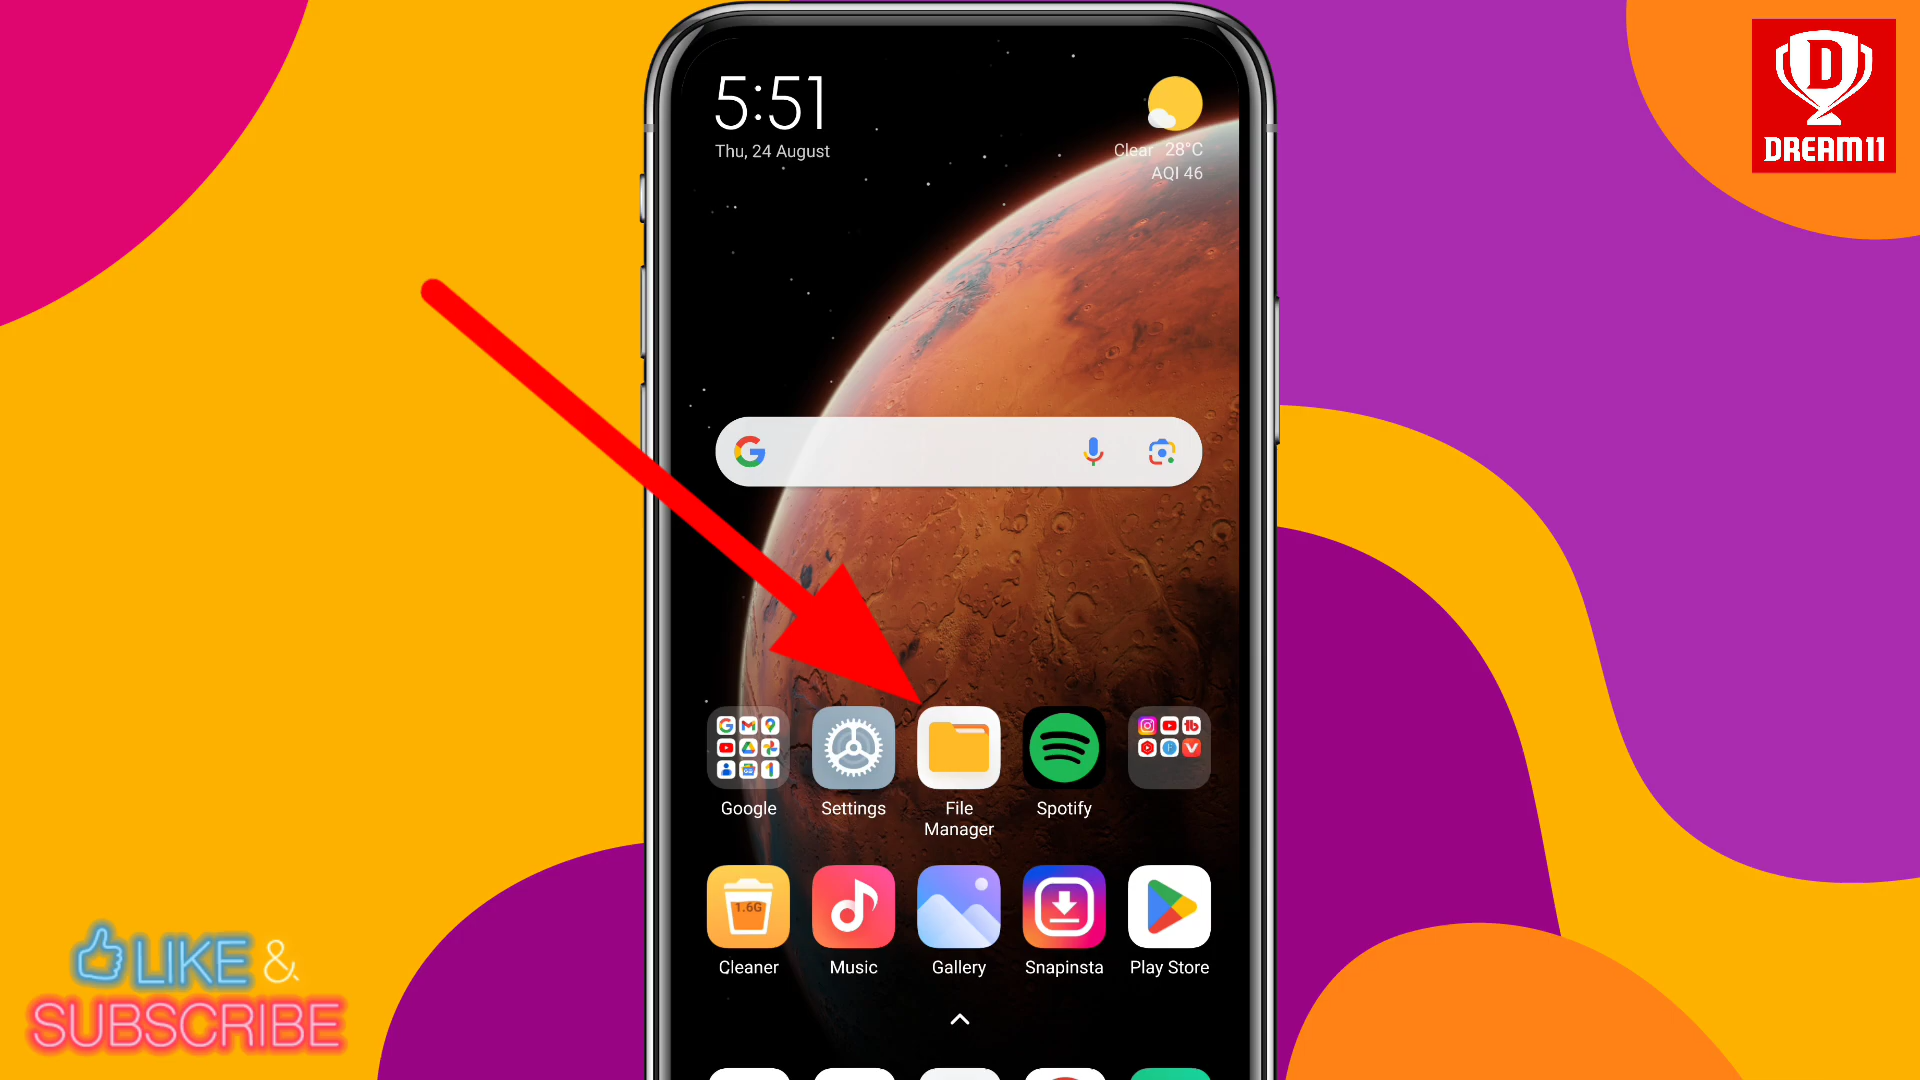 5:51
Thu, 24 August
Clear 28°C
AQI 46
DREAM11
Google
Settings
File
Manager
Spotify
1.6G
Cleaner
Music
Gallery
Snapinsta
Play Store
LIKE &
SUBSCRIBE